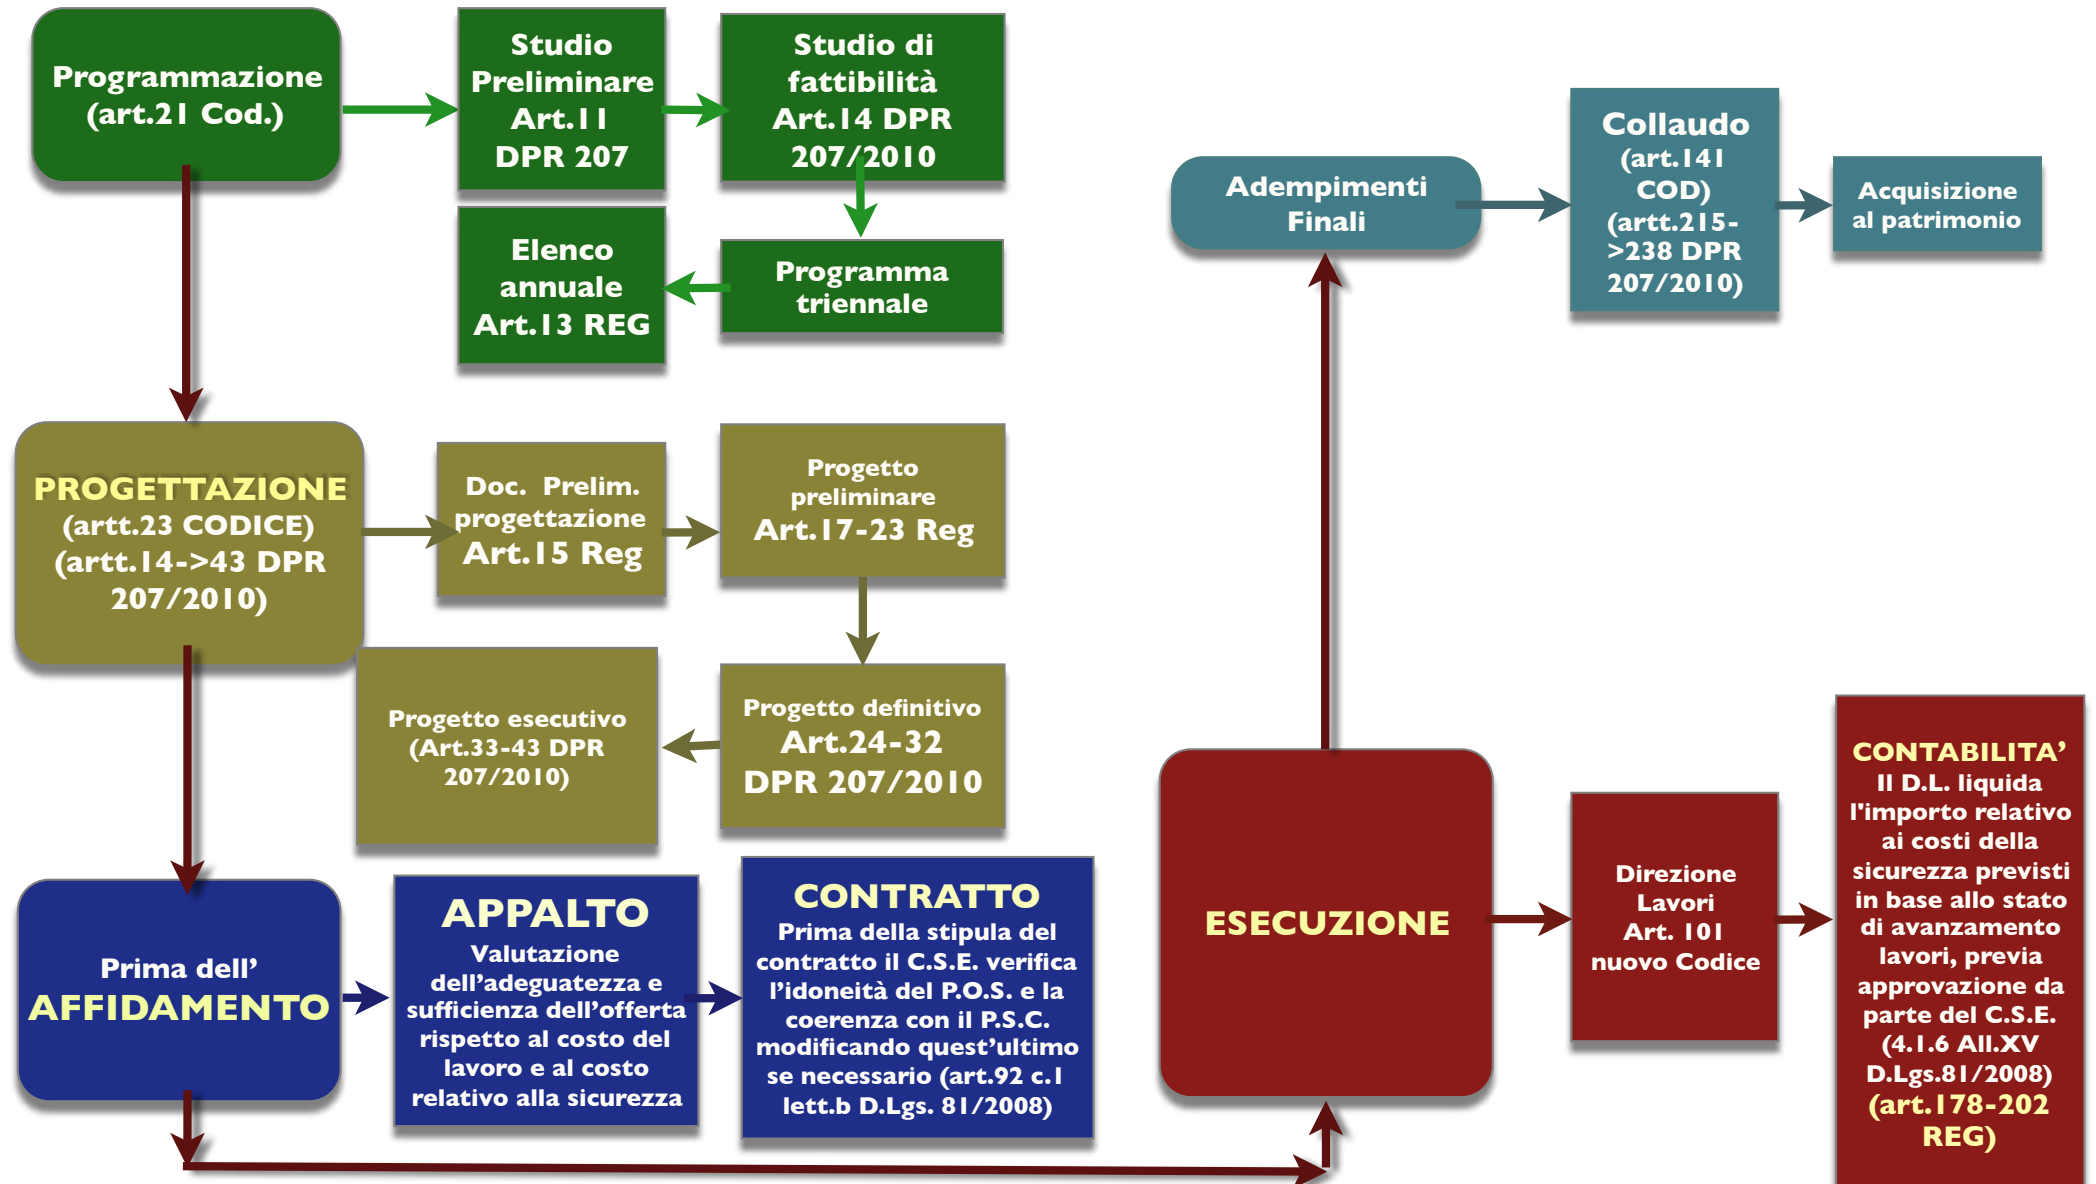 Programmazione
(art.21 Cod.)
Studio
Preliminare
Art.11
DPR 207
Studio di
fattibilità
Art.14 DPR
207/2010
Elenco
annuale
Art.13 REG
Programma
triennale
PROGETTAZIONE
(artt.23 CODICE)
(artt.14->43 DPR
207/2010)
Doc. Prelim.
progettazione
Art.15 Reg
Progetto
preliminare
Art.17-23 Reg
Progetto esecutivo
(Art.33-43 DPR
207/2010)
Progetto definitivo
Art.24-32
DPR 207/2010
Prima dell’
AFFIDAMENTO
APPALTO
Valutazione
dell’adeguatezza e
sufficienza dell’offerta
rispetto al costo del
lavoro e al costo
relativo alla sicurezza
CONTRATTO
Prima della stipula del
contratto il C.S.E. verifica
l’idoneità del P.O.S. e la
coerenza con il P.S.C.
modificando quest’ultimo
se necessario (art.92 c.1
lett.b D.Lgs. 81/2008)
Adempimenti
Finali
Collaudo
(art.141
COD)
(artt.215-
>238 DPR
207/2010)
Acquisizione
al patrimonio
ESECUZIONE
Direzione
Lavori
Art. 101
nuovo Codice
CONTABILITA’
Il D.L. liquida
l'importo relativo
ai costi della
sicurezza previsti
in base allo stato
di avanzamento
lavori, previa
approvazione da
parte del C.S.E.
(4.1.6 All.XV
D.Lgs.81/2008)
(art.178-202
REG)